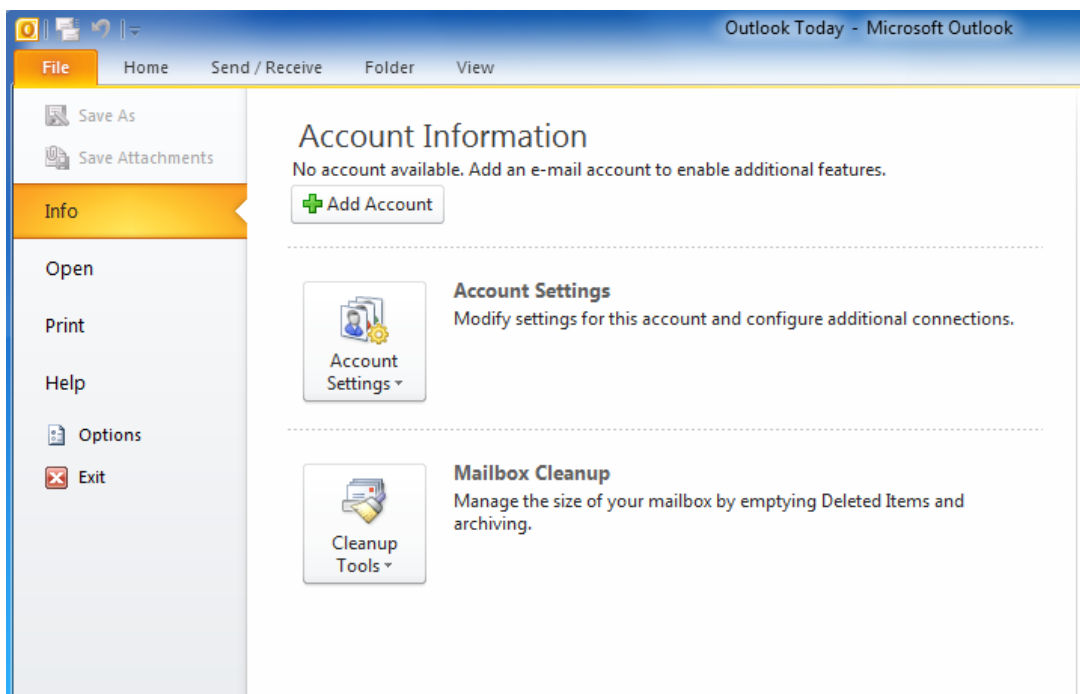 Outlook Today - Microsoft Outlook
File Home Send / Receive Folder View
Save As
Save Attachments
Info
Open
Print
Help
Options
Exit
Account Information
No account available. Add an e-mail account to enable additional features.
Add Account
Account
Settings
Account Settings
Modify settings for this account and configure additional connections.
Cleanup
Tools
Mailbox Cleanup
Manage the size of your mailbox by emptying Deleted Items and
archiving.